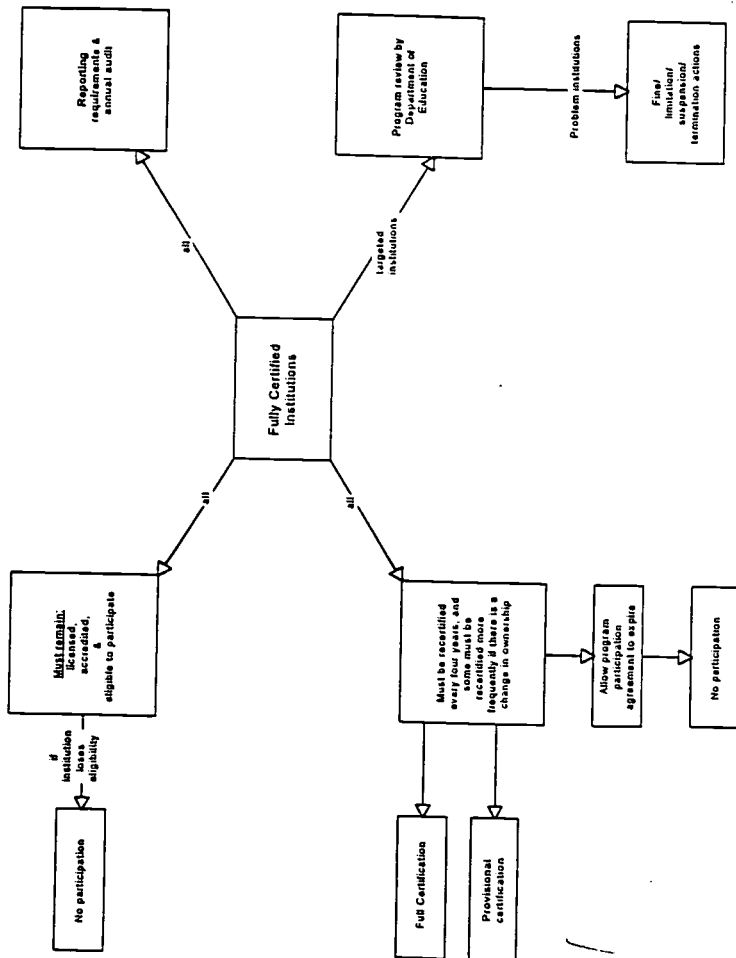 No participation
if
institution
loses
eligibility
Must remain:
licensed,
accredited,
&
eligible to participate
all
Reporting
requirements &
annual audit
all
Fully Certified
Institutions
all
targeted
institutions
Full Certification
Provisional
certification
Must be recertified
every four years, and
some must be
recertified more
frequently if there is a
change in ownership
Program review by
Department of
Education
Problem institutions
Allow program
participation
agreement to expire
Fine/
limitation/
suspension/
termination actions
No participation